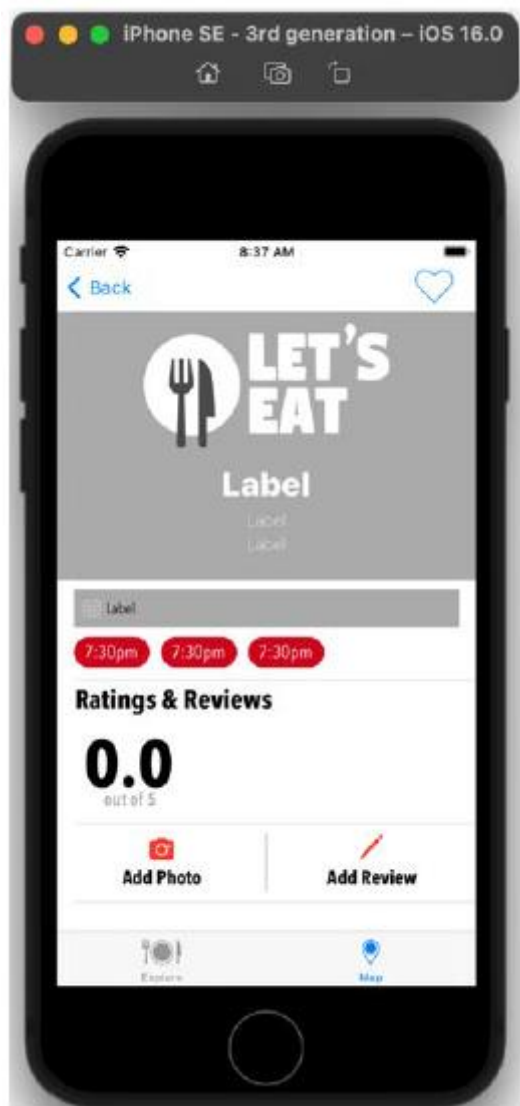 iPhone SE - 3rd generation – iOS 16.0
Carrier 8:37 AM
Back
LET'S
EAT
Label
Label
Label
Label
7:30pm 7:30pm 7:30pm
Ratings & Reviews
0.0
out of 5
Add Photo Add Review
Explore Map